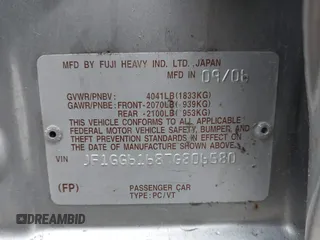 MFD BY FUJI HEAVY IND. LTD. JAPAN
MFD IN 09/06
GVWR/PNBV: 4041LB(1833KG)
GAWR/PNBE: FRONT-2070LB( 939KG)
REAR -2100LB( 953KG)
THIS VEHICLE CONFORMS TO ALL APPLICABLE
FEDERAL MOTOR VEHICLE SAFETY, BUMPER, AND
THEFT PREVENTION STANDARDS IN EFFECT
ON THE DATE OF MANUFACTURE
SHOWN ABOVE.
VIN
(FP) PASSENGER CAR
TYPE: PC/VT
©DREAMBID